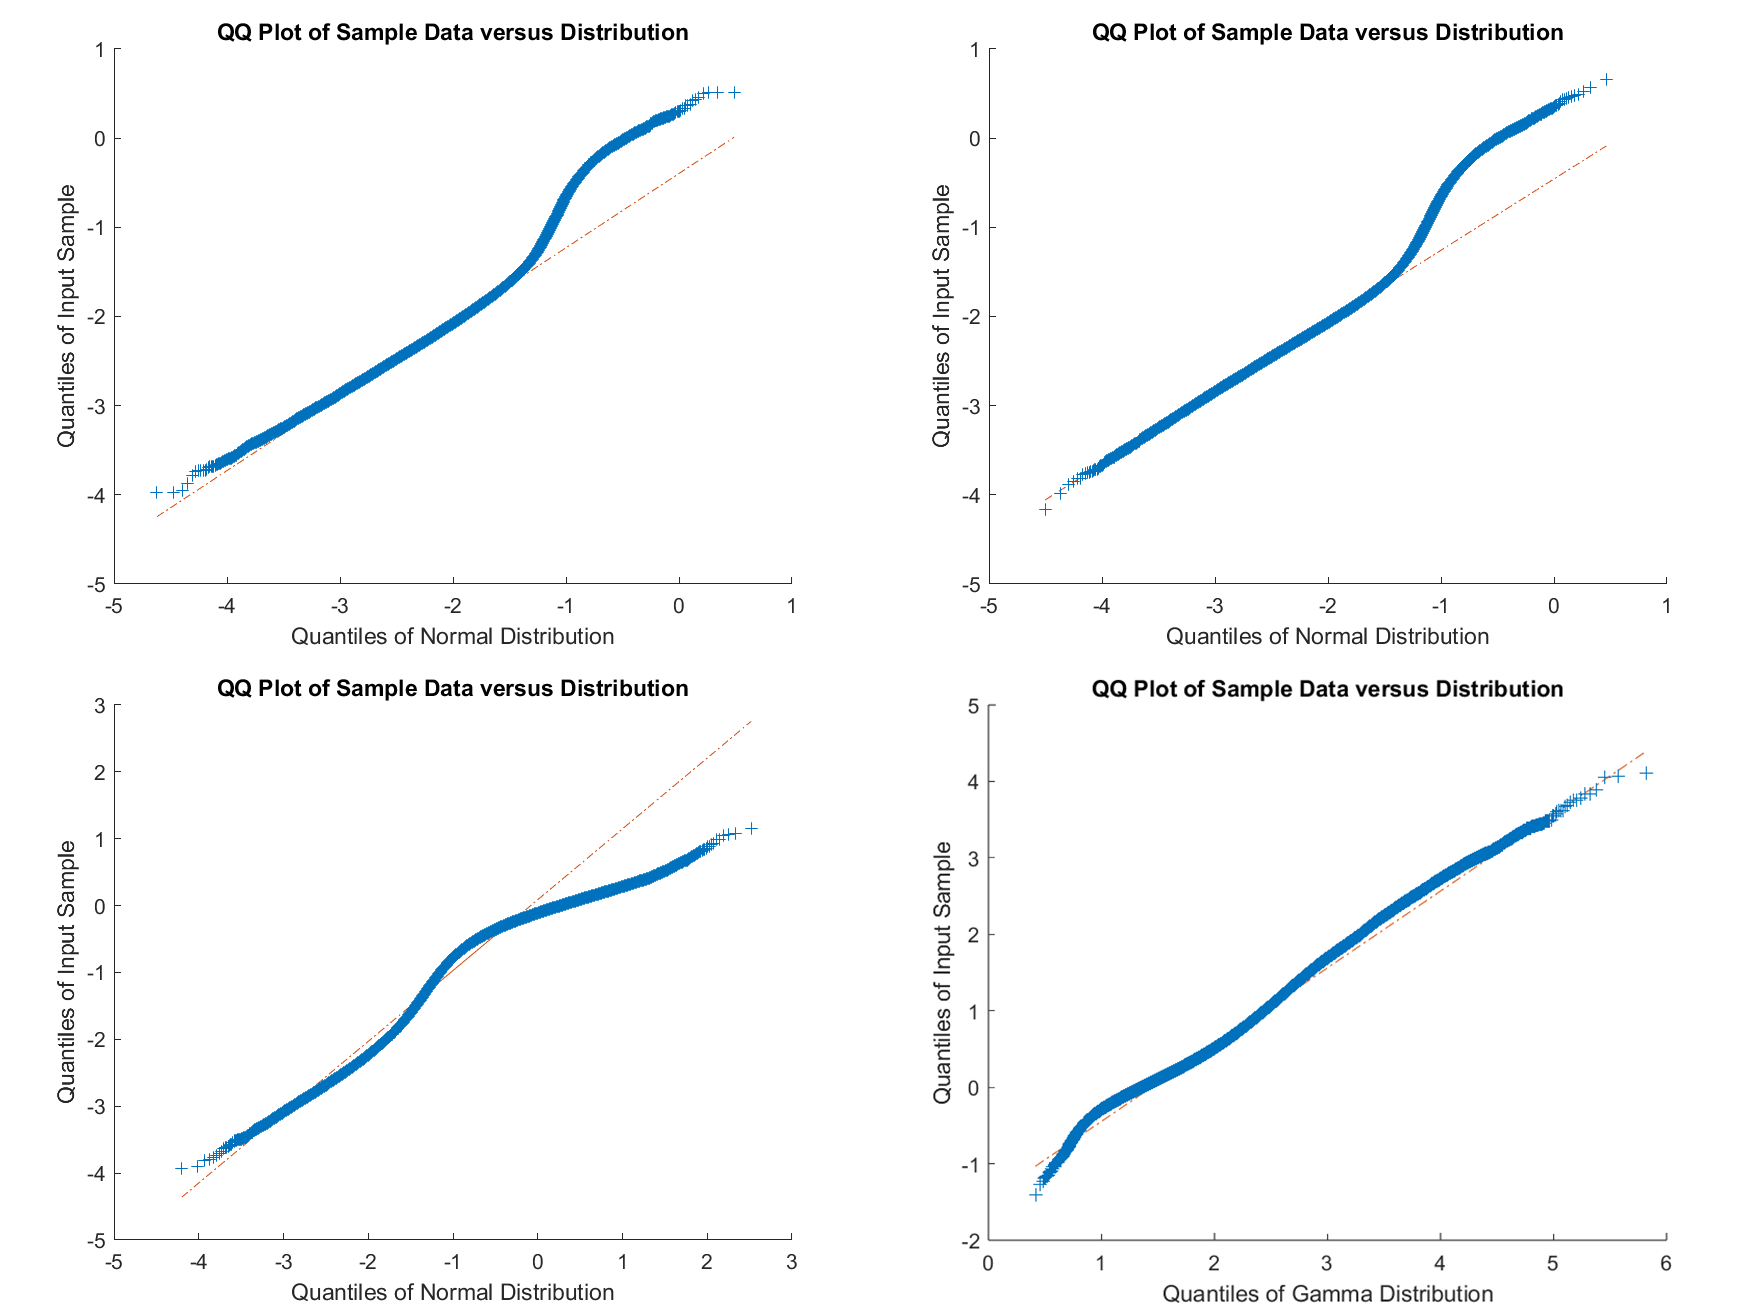 QQ Plot of Sample Data versus Distribution
1
0
-1
-2
-3
-4
-5
Quantiles of Input Sample
-5 -4 -3 -2 -1 0 1
Quantiles of Normal Distribution
QQ Plot of Sample Data versus Distribution
1
0
-1
-2
-3
-4
-5
Quantiles of Input Sample
-5 -4 -3 -2 -1 0 1
Quantiles of Normal Distribution
QQ Plot of Sample Data versus Distribution
3
2
1
0
-1
-2
-3
-4
-5
Quantiles of Input Sample
-5 -4 -3 -2 -1 0 1 2 3
Quantiles of Normal Distribution
QQ Plot of Sample Data versus Distribution
5
4
3
2
1
0
-1
-2
Quantiles of Input Sample
0 1 2 3 4 5 6
Quantiles of Gamma Distribution